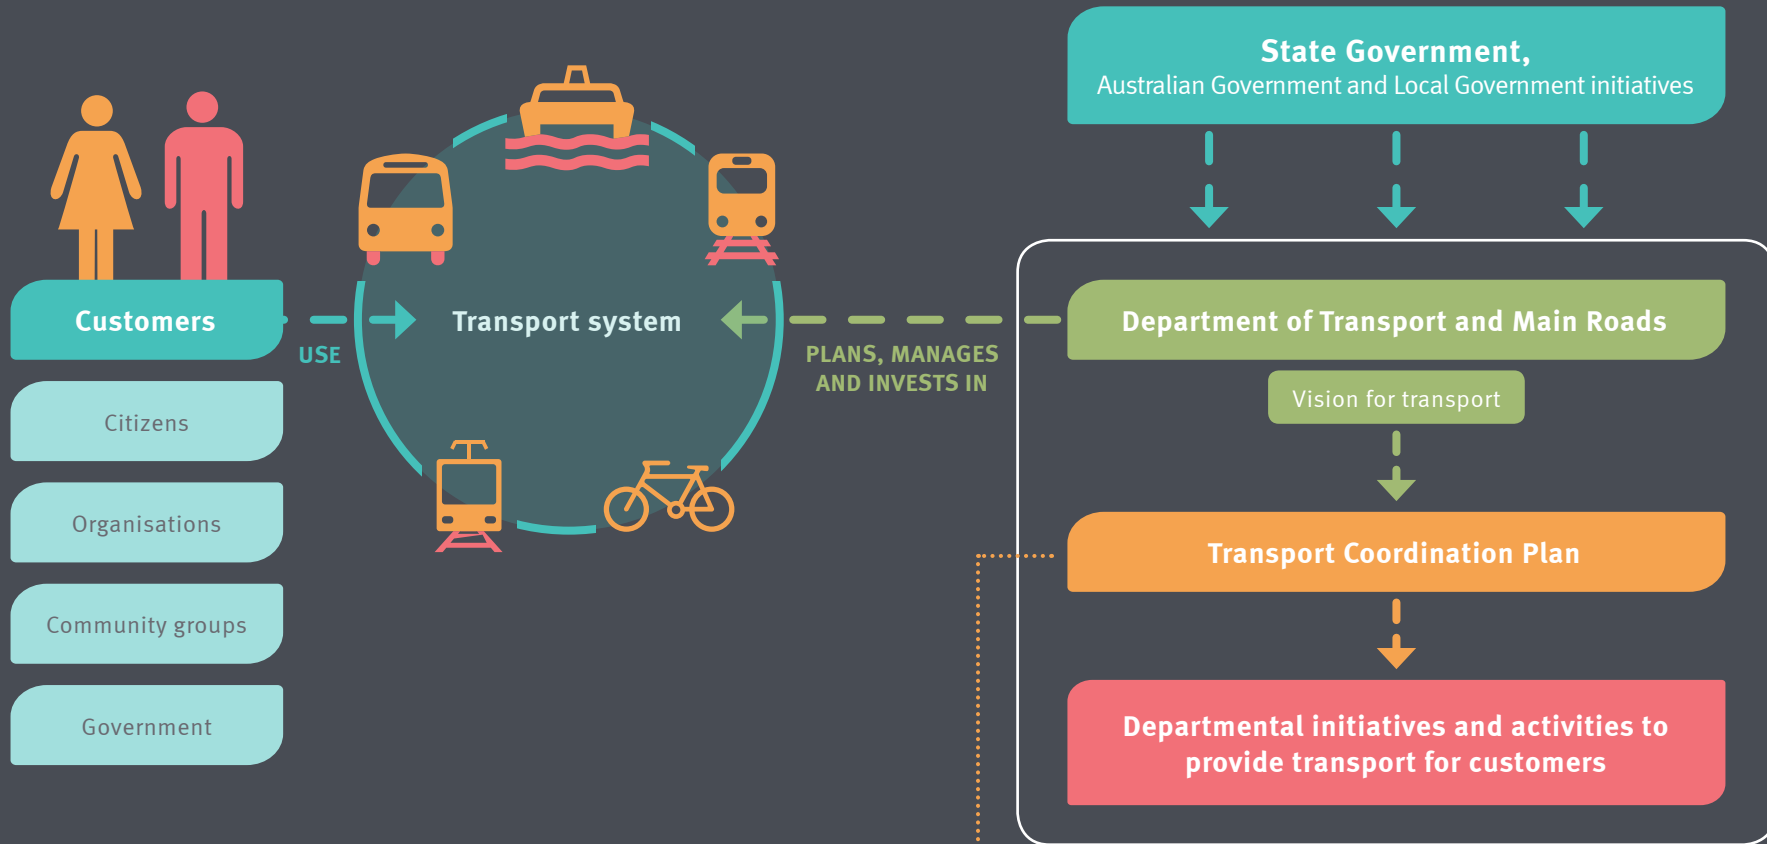 State Government,
Australian Government and Local Government initiatives
Customers
USE
Transport system
PLANS, MANAGES
AND INVESTS IN
Department of Transport and Main Roads
Vision for transport
Citizens
Organisations
Community groups
Government
Transport Coordination Plan
Departmental initiatives and activities to
provide transport for customers